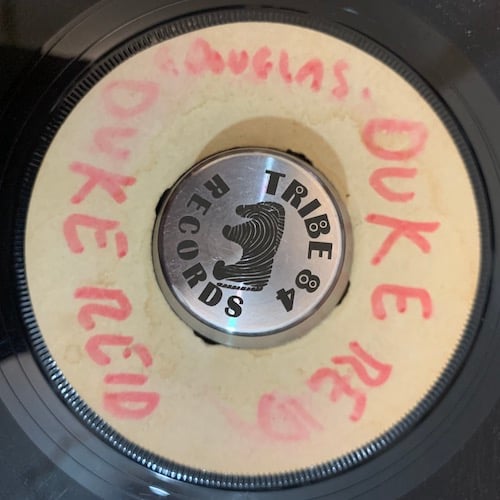 DOUGLAS.
DUKE REID
DUKE REID
TRIBE 84
RECORDS